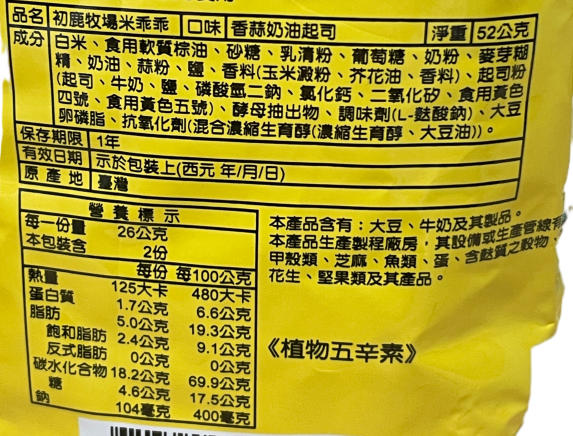 品名 初鹿牧場米乖乖 口味 香蒜奶油起司 淨重 52公克
成分 白米、食用軟質棕油、砂糖、乳清粉、葡萄糖、奶粉、麥芽糊
精、奶油、蒜粉、鹽、香料(玉米澱粉、芥花油、香料)、起司粉
(起司、牛奶、鹽、磷酸氫二鈉、氯化鈣、二氧化矽、食用黃色
四號、食用黃色五號)、酵母抽出物、調味劑(L-麩酸鈉)、大豆
卵磷脂、抗氧化劑(混合濃縮生育醇(濃縮生育醇、大豆油))。
保存期限 1年
有效日期 示於包裝上(西元 年/月/日)
原產地 臺灣
營養標示
每一份量 26公克
本包裝含 2份
每份 每100公克
熱量 125大卡 480大卡
蛋白質 1.7公克 6.6公克
脂肪 5.0公克 19.3公克
飽和脂肪 2.4公克 9.1公克
反式脂肪 0公克 0公克
碳水化合物 18.2公克 69.9公克
糖 4.6公克 17.5公克
鈉 104毫克 400毫克
本產品含有：大豆、牛奶及其製品。
本產品生產製程廠房，其設備或生產管線有
甲殼類、芝麻、魚類、蛋、含麩質之穀物、
花生、堅果類及其產品。
《植物五辛素》